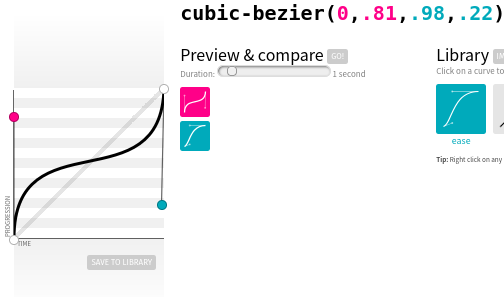 cubic-bezier(0,.81,.98,.22)
Preview & compare GO!
Duration: 1 second
Library
Click on a curve to
ease
Tip: Right click on any
PROGRESSION
TIME
SAVE TO LIBRARY